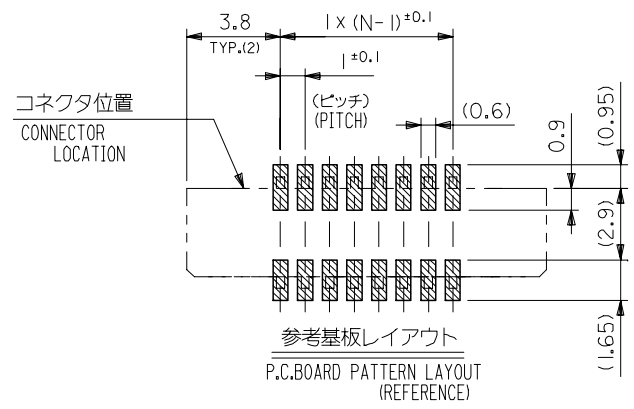 3.8
TYP.(2)
1 x (N-1)±0.1
1±0.1
(ピッチ)
(PITCH)
(0.6)
0.9
(0.95)
コネクタ位置
CONNECTOR
LOCATION
(2.9)
(1.65)
参考基板レイアウト
P.C.BOARD PATTERN LAYOUT
(REFERENCE)